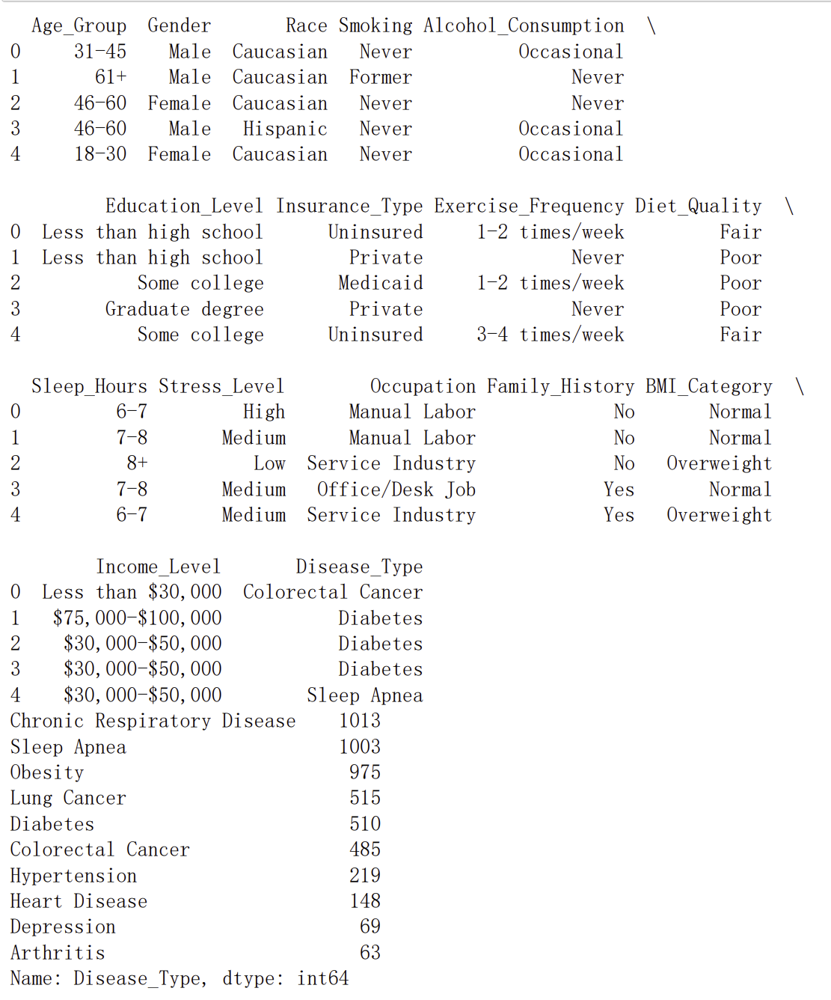 Age_Group Gender Race Smoking Alcohol_Consumption \
0 31-45 Male Caucasian Never Occasional
1 61+ Male Caucasian Former Never
2 46-60 Female Caucasian Never Never
3 46-60 Male Hispanic Never Occasional
4 18-30 Female Caucasian Never Occasional
Education_Level Insurance_Type Exercise_Frequency Diet_Quality \
0 Less than high school Uninsured 1-2 times/week Fair
1 Less than high school Private Never Poor
2 Some college Medicaid 1-2 times/week Poor
3 Graduate degree Private Never Poor
4 Some college Uninsured 3-4 times/week Fair
Sleep_Hours Stress_Level Occupation Family_History BMI_Category \
0 6-7 High Manual Labor No Normal
1 7-8 Medium Manual Labor No Normal
2 8+ Low Service Industry No Overweight
3 7-8 Medium Office/Desk Job Yes Normal
4 6-7 Medium Service Industry Yes Overweight
Income_Level Disease_Type
0 Less than $30,000 Colorectal Cancer
1 $75,000-$100,000 Diabetes
2 $30,000-$50,000 Diabetes
3 $30,000-$50,000 Diabetes
4 $30,000-$50,000 Sleep Apnea
Chronic Respiratory Disease 1013
Sleep Apnea 1003
Obesity 975
Lung Cancer 515
Diabetes 510
Colorectal Cancer 485
Hypertension 219
Heart Disease 148
Depression 69
Arthritis 63
Name: Disease_Type, dtype: int64